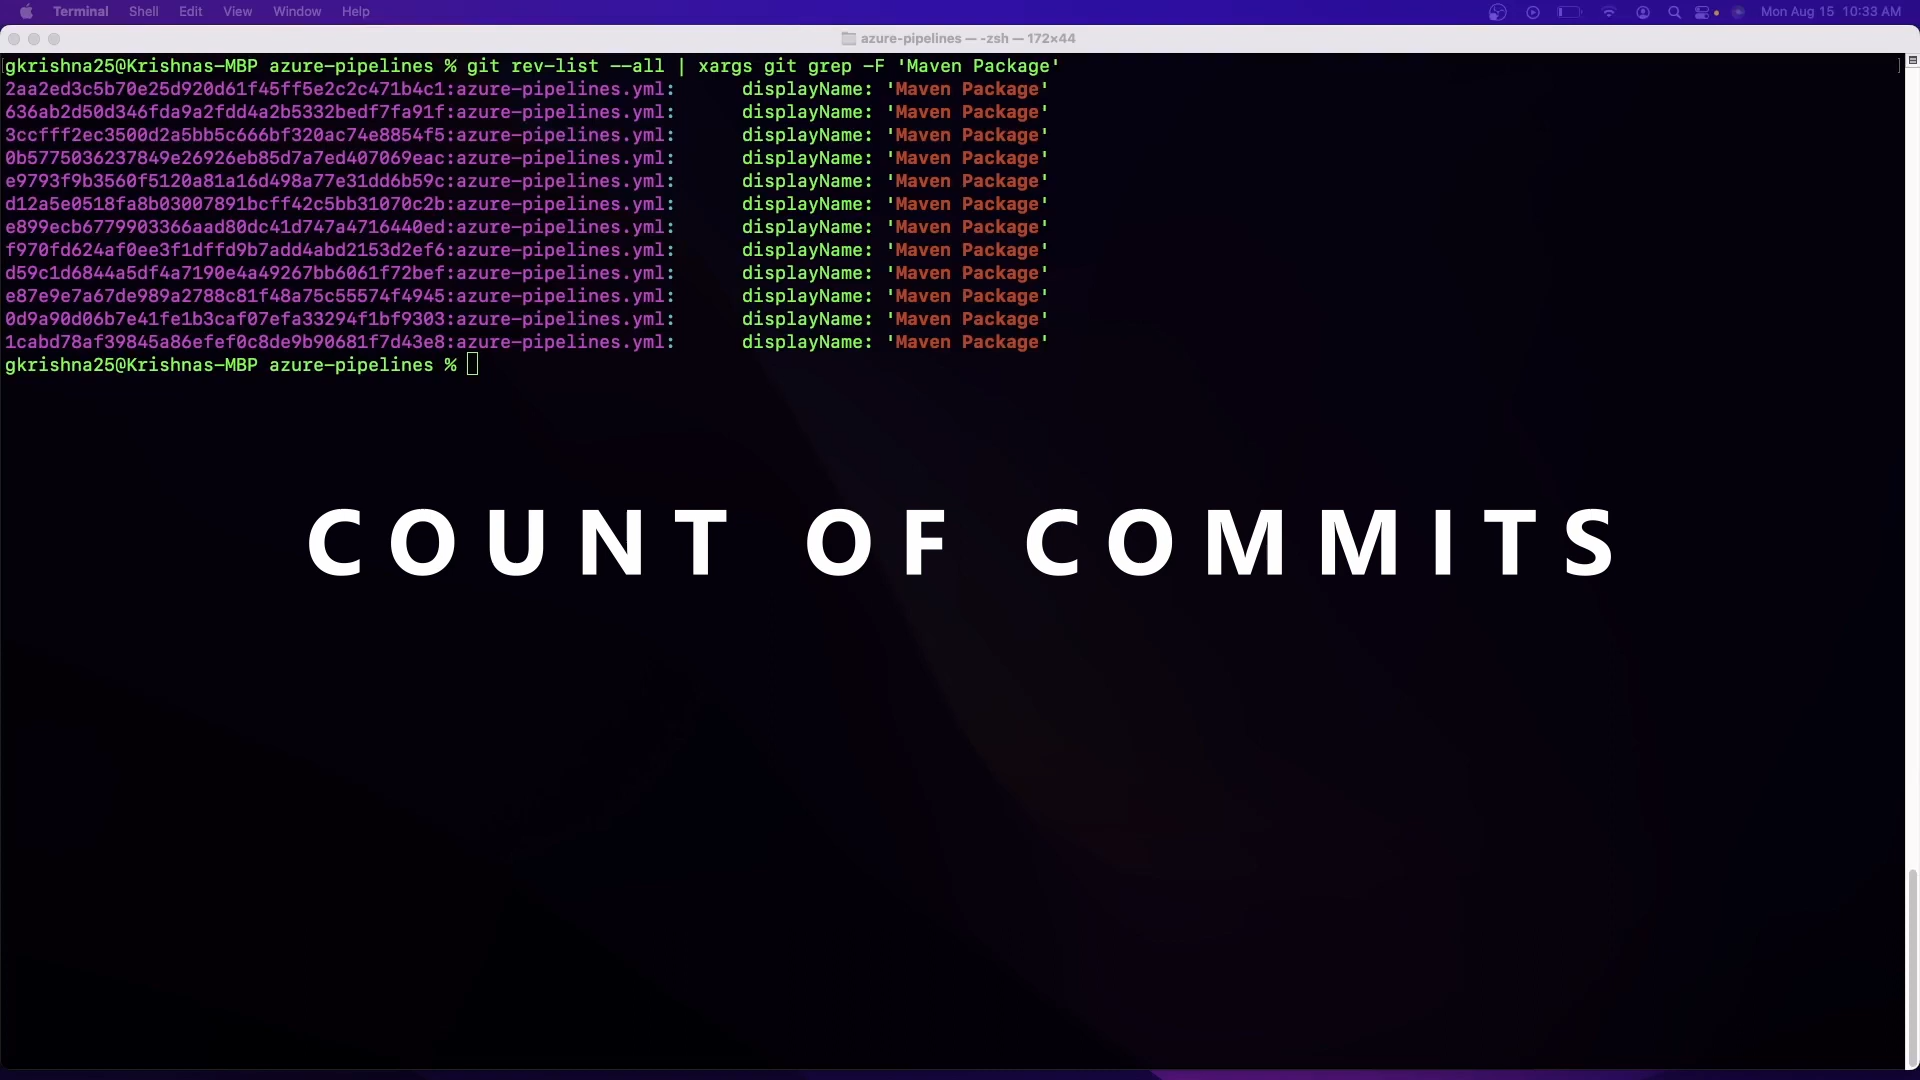 Terminal Shell Edit View Window Help Mon Aug 15 10:33 AM
azure-pipelines — -zsh — 172×44
gkrishna25@Krishnas-MBP azure-pipelines % git rev-list --all | xargs git grep -F 'Maven Package'
2aa2ed3c5b70e25d920d61f45ff5e2c2c471b4c1:azure-pipelines.yml:      displayName: 'Maven Package'
636ab2d50d346fda9a2fdd4a2b5332bedf7fa91f:azure-pipelines.yml:      displayName: 'Maven Package'
3ccfff2ec3500d2a5bb5c666bf320ac74e8854f5:azure-pipelines.yml:      displayName: 'Maven Package'
0b5775036237849e26926eb85d7a7ed407069eac:azure-pipelines.yml:      displayName: 'Maven Package'
e9793f9b3560f5120a81a16d498a77e31dd6b59c:azure-pipelines.yml:      displayName: 'Maven Package'
d12a5e0518fa8b03007891bcff42c5bb31070c2b:azure-pipelines.yml:      displayName: 'Maven Package'
e899ecb6779903366aad80dc41d747a4716440ed:azure-pipelines.yml:      displayName: 'Maven Package'
f970fd624af0ee3f1dffd9b7add4abd2153d2ef6:azure-pipelines.yml:      displayName: 'Maven Package'
d59c1d6844a5df4a7190e4a49267bb6061f72bef:azure-pipelines.yml:      displayName: 'Maven Package'
e87e9e7a67de989a2788c81f48a75c55574f4945:azure-pipelines.yml:      displayName: 'Maven Package'
0d9a90d06b7e41fe1b3caf07efa33294f1bf9303:azure-pipelines.yml:      displayName: 'Maven Package'
1cabd78af39845a86efef0c8de9b90681f7d43e8:azure-pipelines.yml:      displayName: 'Maven Package'
gkrishna25@Krishnas-MBP azure-pipelines %
COUNT OF COMMITS